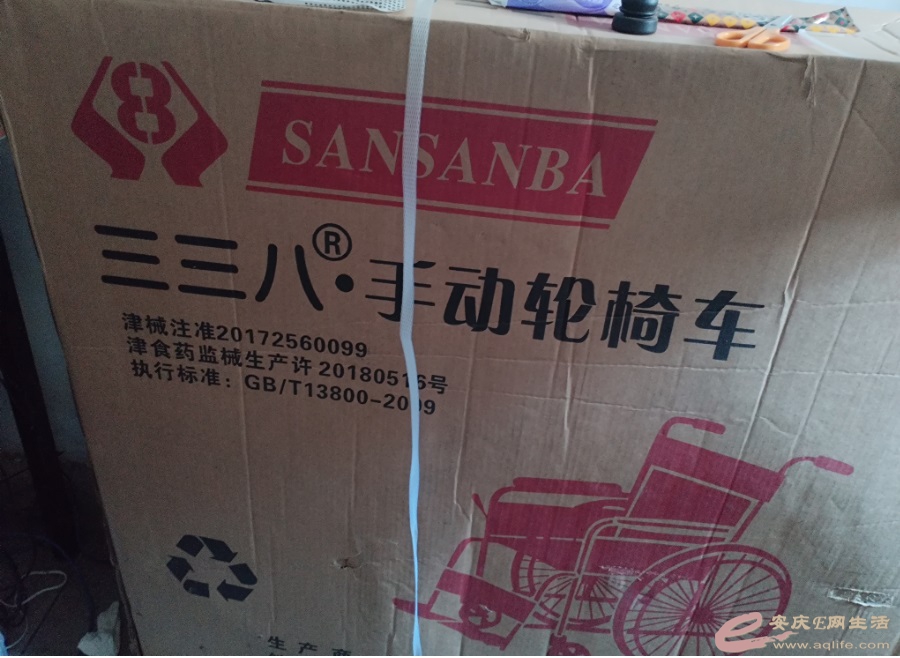 8
SANSANBA
三三八®·手动轮椅车
津械注准20172560099
津食药监械生产许 20180516号
执行标准：GB/T13800-2009
生产商
安庆E网生活
www.aqlife.com